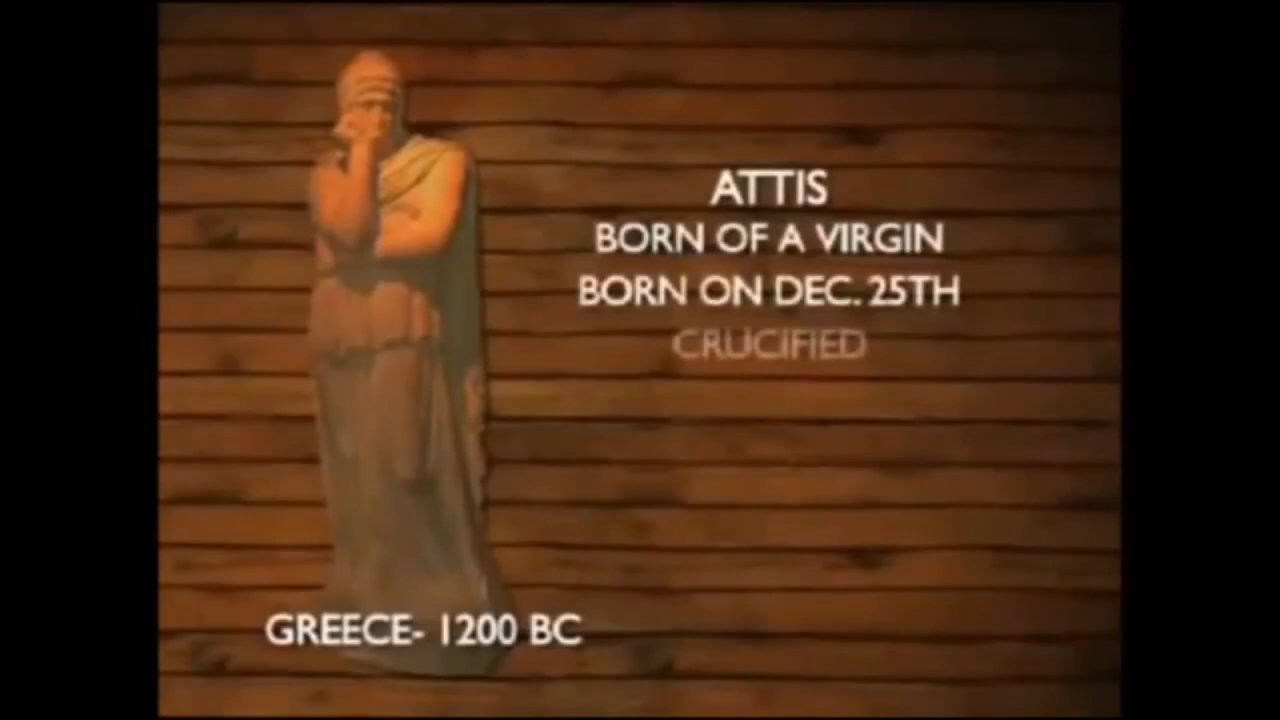 ATTIS
BORN OF A VIRGIN
BORN ON DEC. 25TH
CRUCIFIED
GREECE- 1200 BC